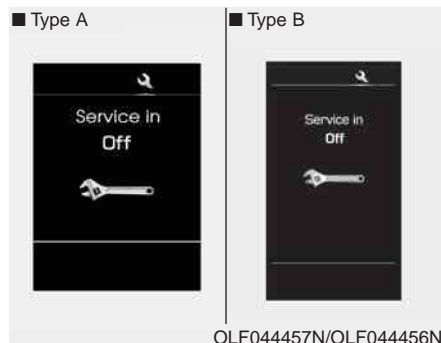 ■ Type A
■ Type B
Service in
Off
Service in
Off
OLF044457N/OLF044456N